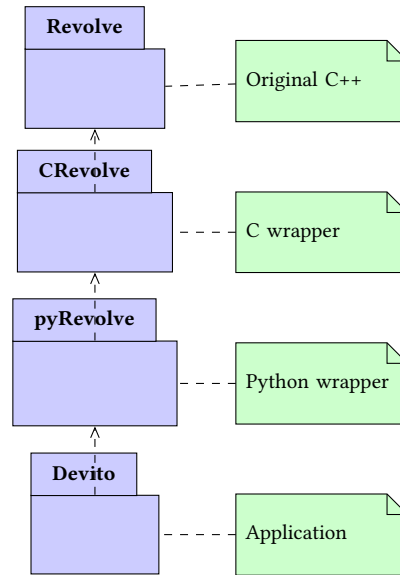 Revolve
Original C++
CRevolve
C wrapper
pyRevolve
Python wrapper
Devito
Application